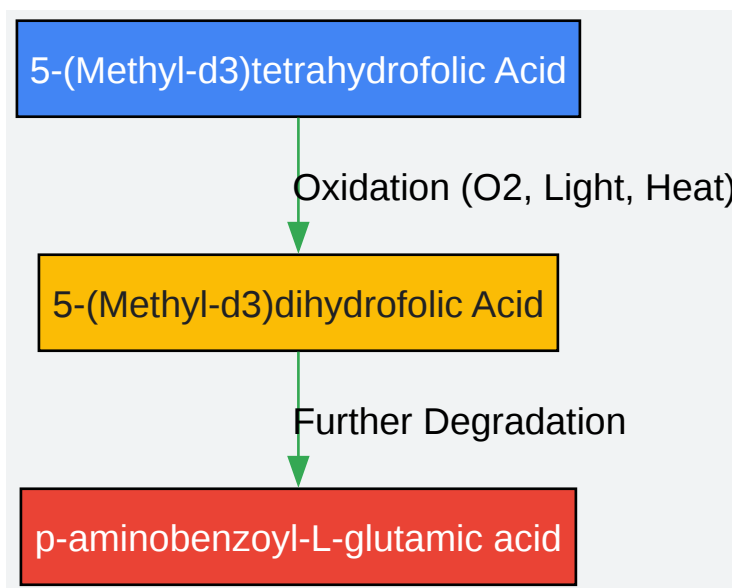 5-(Methyl-d3)tetrahydrofolic Acid
Oxidation (O2, Light, Heat)
5-(Methyl-d3)dihydrofolic Acid
Further Degradation
p-aminobenzoyl-L-glutamic acid